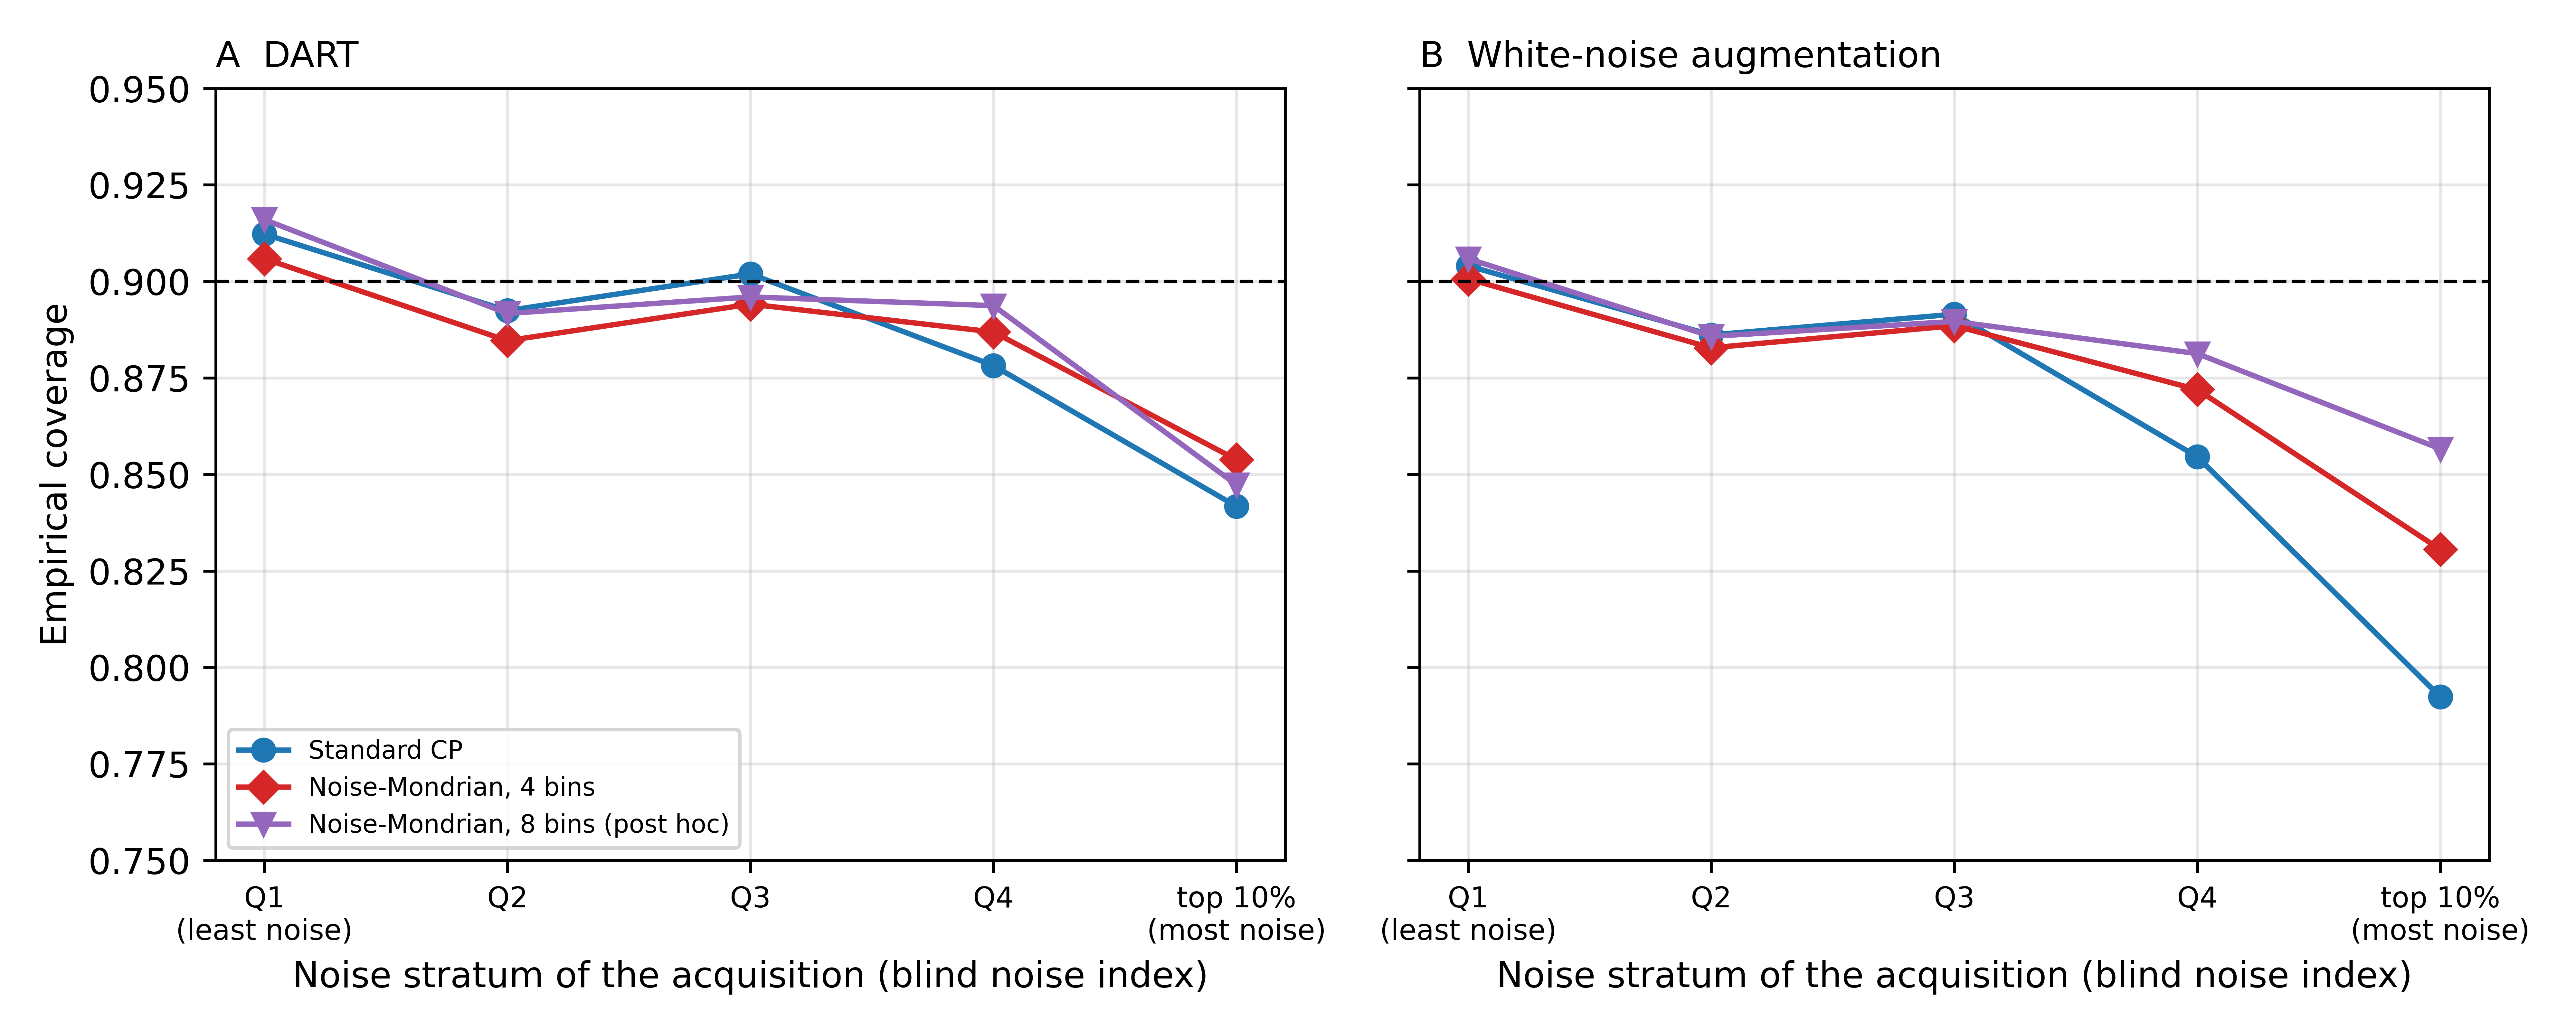 A DART
0.950
0.925
0.900
0.875
0.850
0.825
0.800
0.775
0.750
Empirical coverage
Standard CP
Noise-Mondrian, 4 bins
Noise-Mondrian, 8 bins (post hoc)
Q1 Q2 Q3 Q4 top 10%
(least noise) (most noise)
Noise stratum of the acquisition (blind noise index)
B White-noise augmentation
Q1 Q2 Q3 Q4 top 10%
(least noise) (most noise)
Noise stratum of the acquisition (blind noise index)